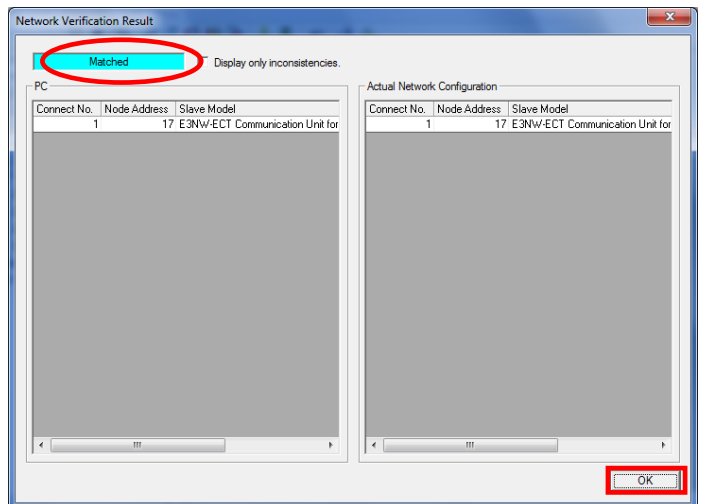 Network Verification Result
Matched
Display only inconsistencies.
PC
Actual Network Configuration
Connect No. Node Address Slave Model
1 17 E3NW-ECT Communication Unit for
Connect No. Node Address Slave Model
1 17 E3NW-ECT Communication Unit for
OK